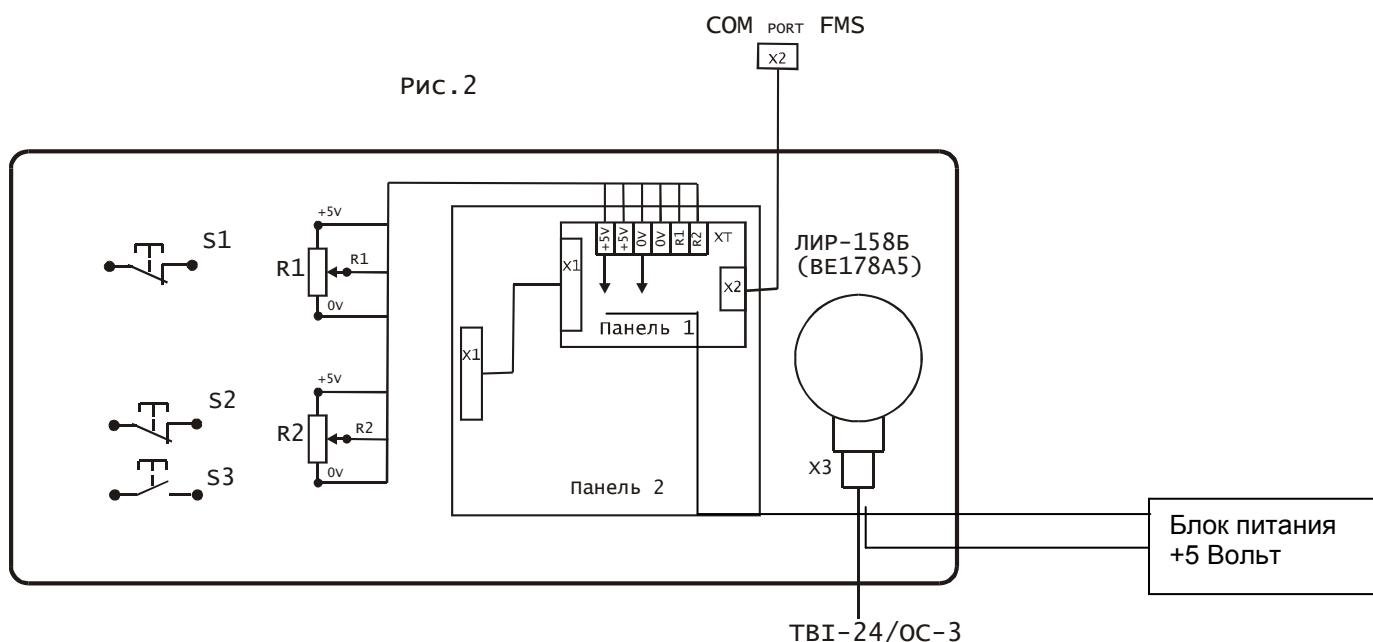 COM PORT FMS
X2
Рис.2
S1
+5V
R1
R1
0V
S2
S3
+5V
R2
R2
0V
+5V
+5V
0V
0V
R1
R2
XT
X1
X2
Панель 1
X1
Панель 2
ЛИР-158Б
(ВЕ178А5)
X3
Блок питания
+5 Вольт
TBI-24/OC-3